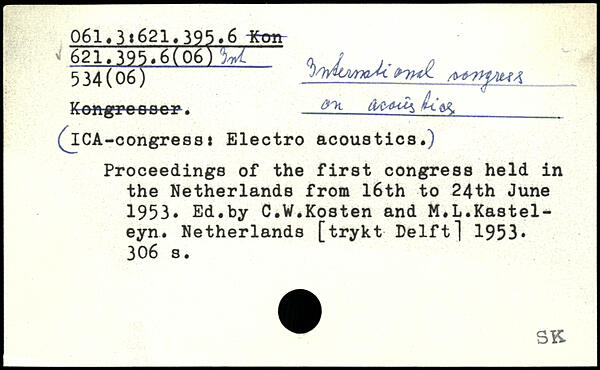 061.3:621.395.6 Kon
621.395.6(06) Int
534(06)
International congress
on acoustics
Kongresser.
(ICA-congress: Electro acoustics.)
Proceedings of the first congress held in
the Netherlands from 16th to 24th June
1953. Ed.by C.W.Kosten and M.L.Kastel-
eyn. Netherlands [trykt Delft] 1953.
306 s.
SK